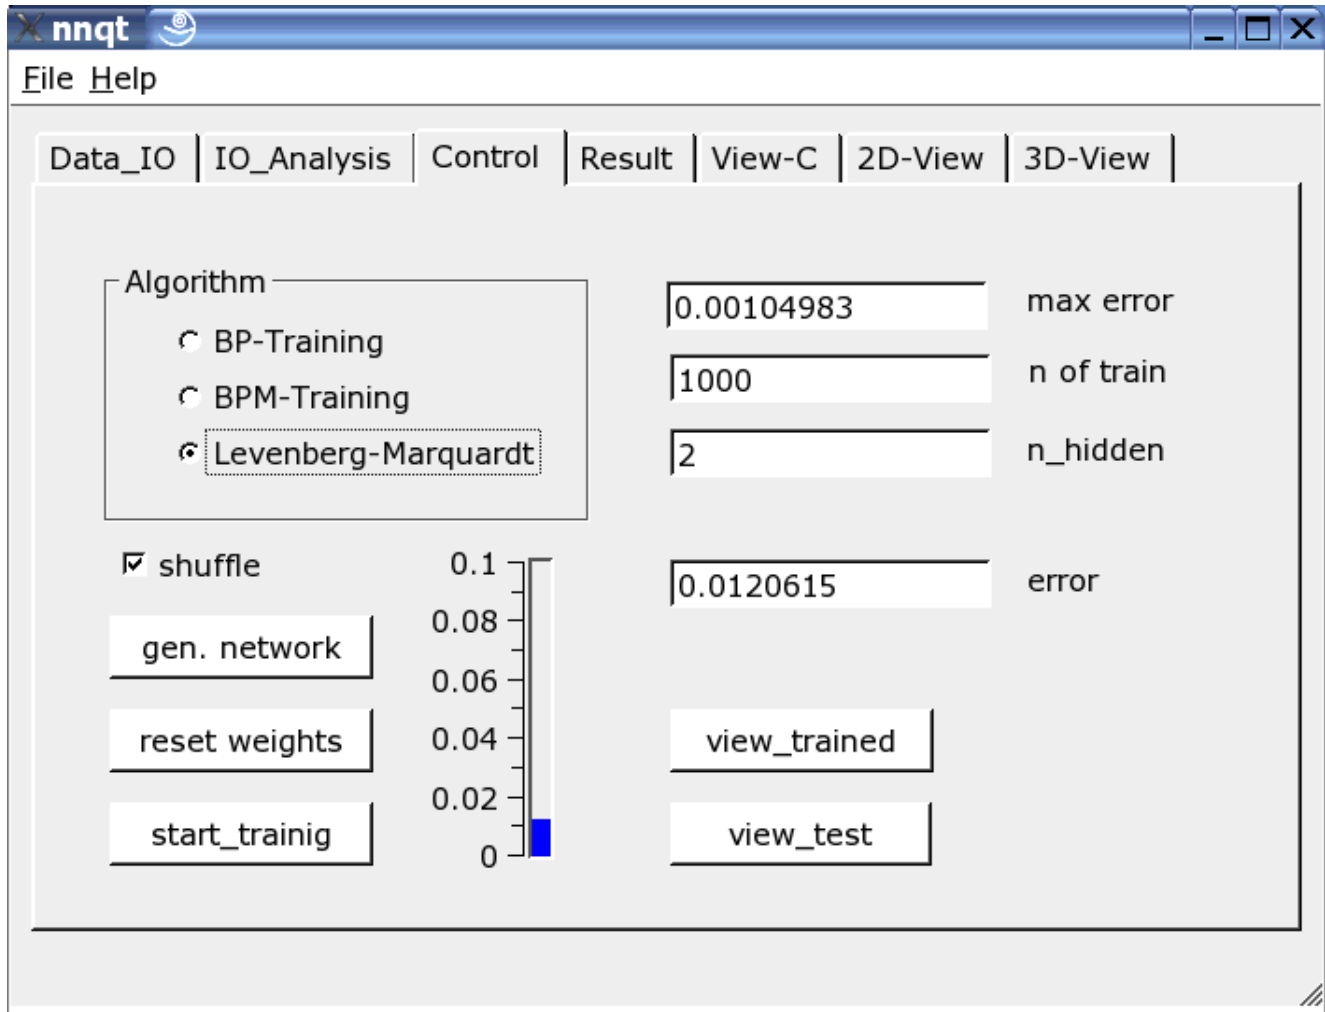 nnqt
File Help
Data_IO IO_Analysis Control Result View-C 2D-View 3D-View
Algorithm
BP-Training
BPM-Training
Levenberg-Marquardt
0.00104983 max error
1000 n of train
2 n_hidden
shuffle
0.0120615 error
gen. network
reset weights
start_trainig
0.1
0.08
0.06
0.04
0.02
0
view_trained
view_test